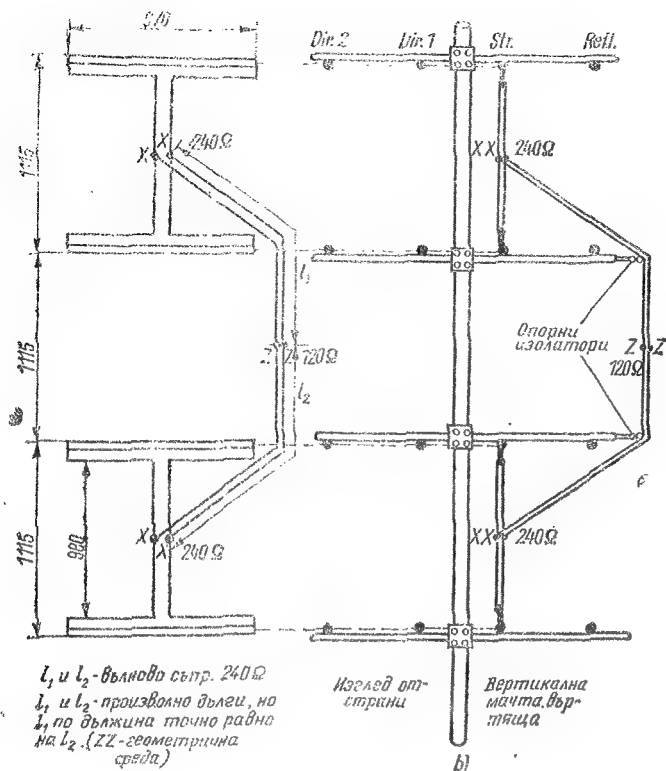 Dir. 2 Dir. 1 Str. Refl.
1115
X X 240Ω
XX 240Ω
l₁
Опорни
изолатори
1115
Z Z 120Ω
Z Z
120Ω
l₂
1115
980
X X 240Ω
XX 240Ω
l₁ и l₂ - вълново съпр. 240Ω
l₁ и l₂ - произволно дълги, но
l₁ по дължина точно равно
на l₂. (ZZ - геометрична
среда)
Изглед от-
страни
Вертикална
мачта, вър-
тяща
б)